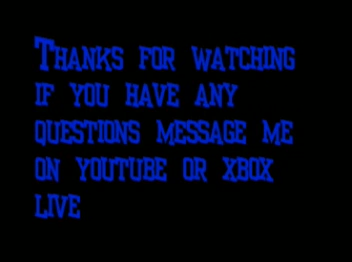 Thanks for watching
if you have any
questions message me
on youtube or xbox
live